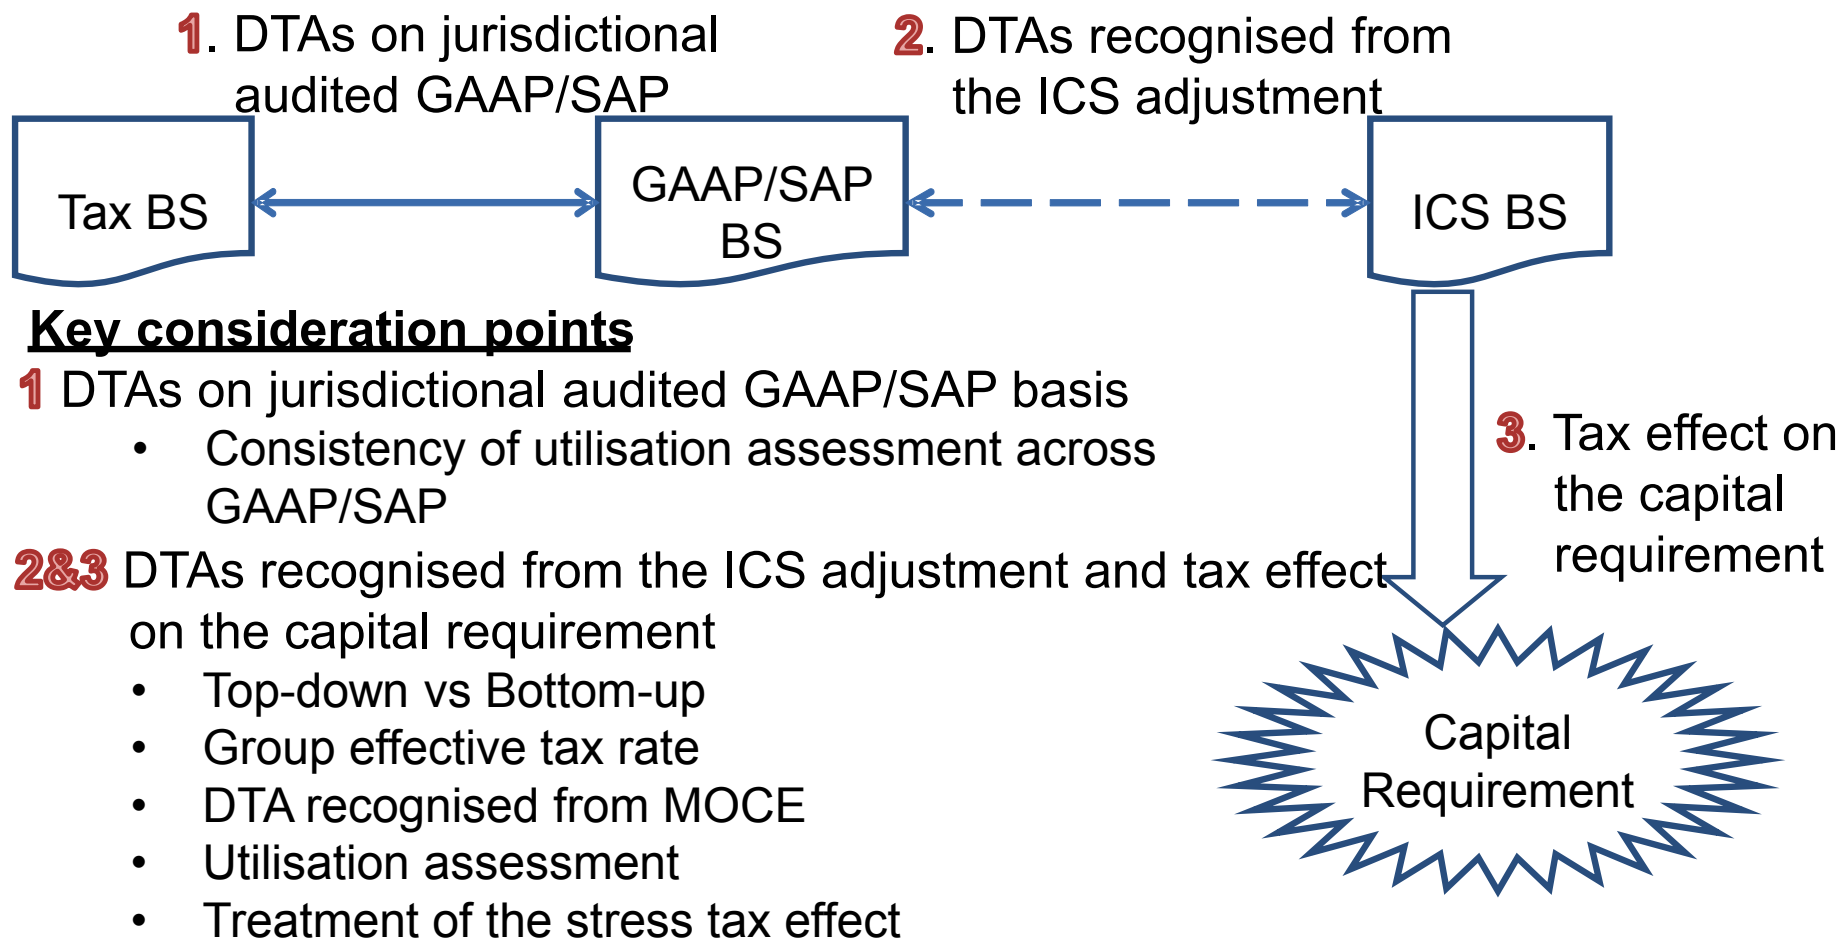 1. DTAs on jurisdictional
audited GAAP/SAP
2. DTAs recognised from
the ICS adjustment
Tax BS
GAAP/SAP
BS
ICS BS
Key consideration points
1 DTAs on jurisdictional audited GAAP/SAP basis
• Consistency of utilisation assessment across
GAAP/SAP
2&3 DTAs recognised from the ICS adjustment and tax effect
on the capital requirement
• Top-down vs Bottom-up
• Group effective tax rate
• DTA recognised from MOCE
• Utilisation assessment
• Treatment of the stress tax effect
3. Tax effect on
the capital
requirement
Capital
Requirement